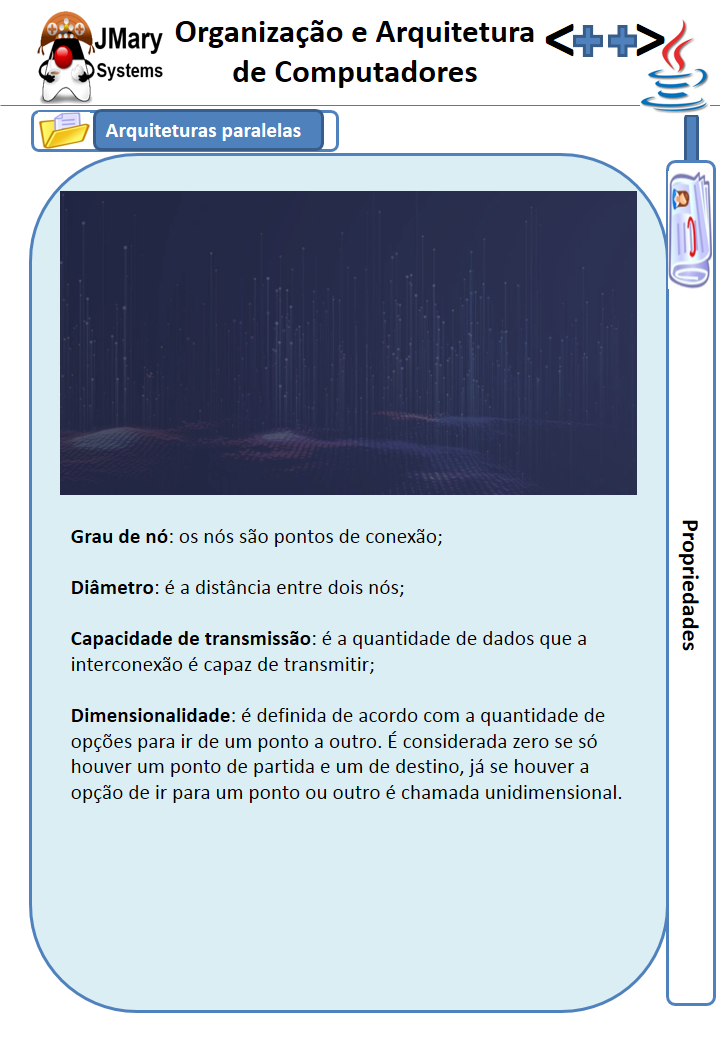 JMary
Systems
Organização e Arquitetura
de Computadores
<++>
Arquiteturas paralelas
Grau de nó: os nós são pontos de conexão;
Diâmetro: é a distância entre dois nós;
Capacidade de transmissão: é a quantidade de dados que a
interconexão é capaz de transmitir;
Dimensionalidade: é definida de acordo com a quantidade de
opções para ir de um ponto a outro. É considerada zero se só
houver um ponto de partida e um de destino, já se houver a
opção de ir para um ponto ou outro é chamada unidimensional.
Propriedades